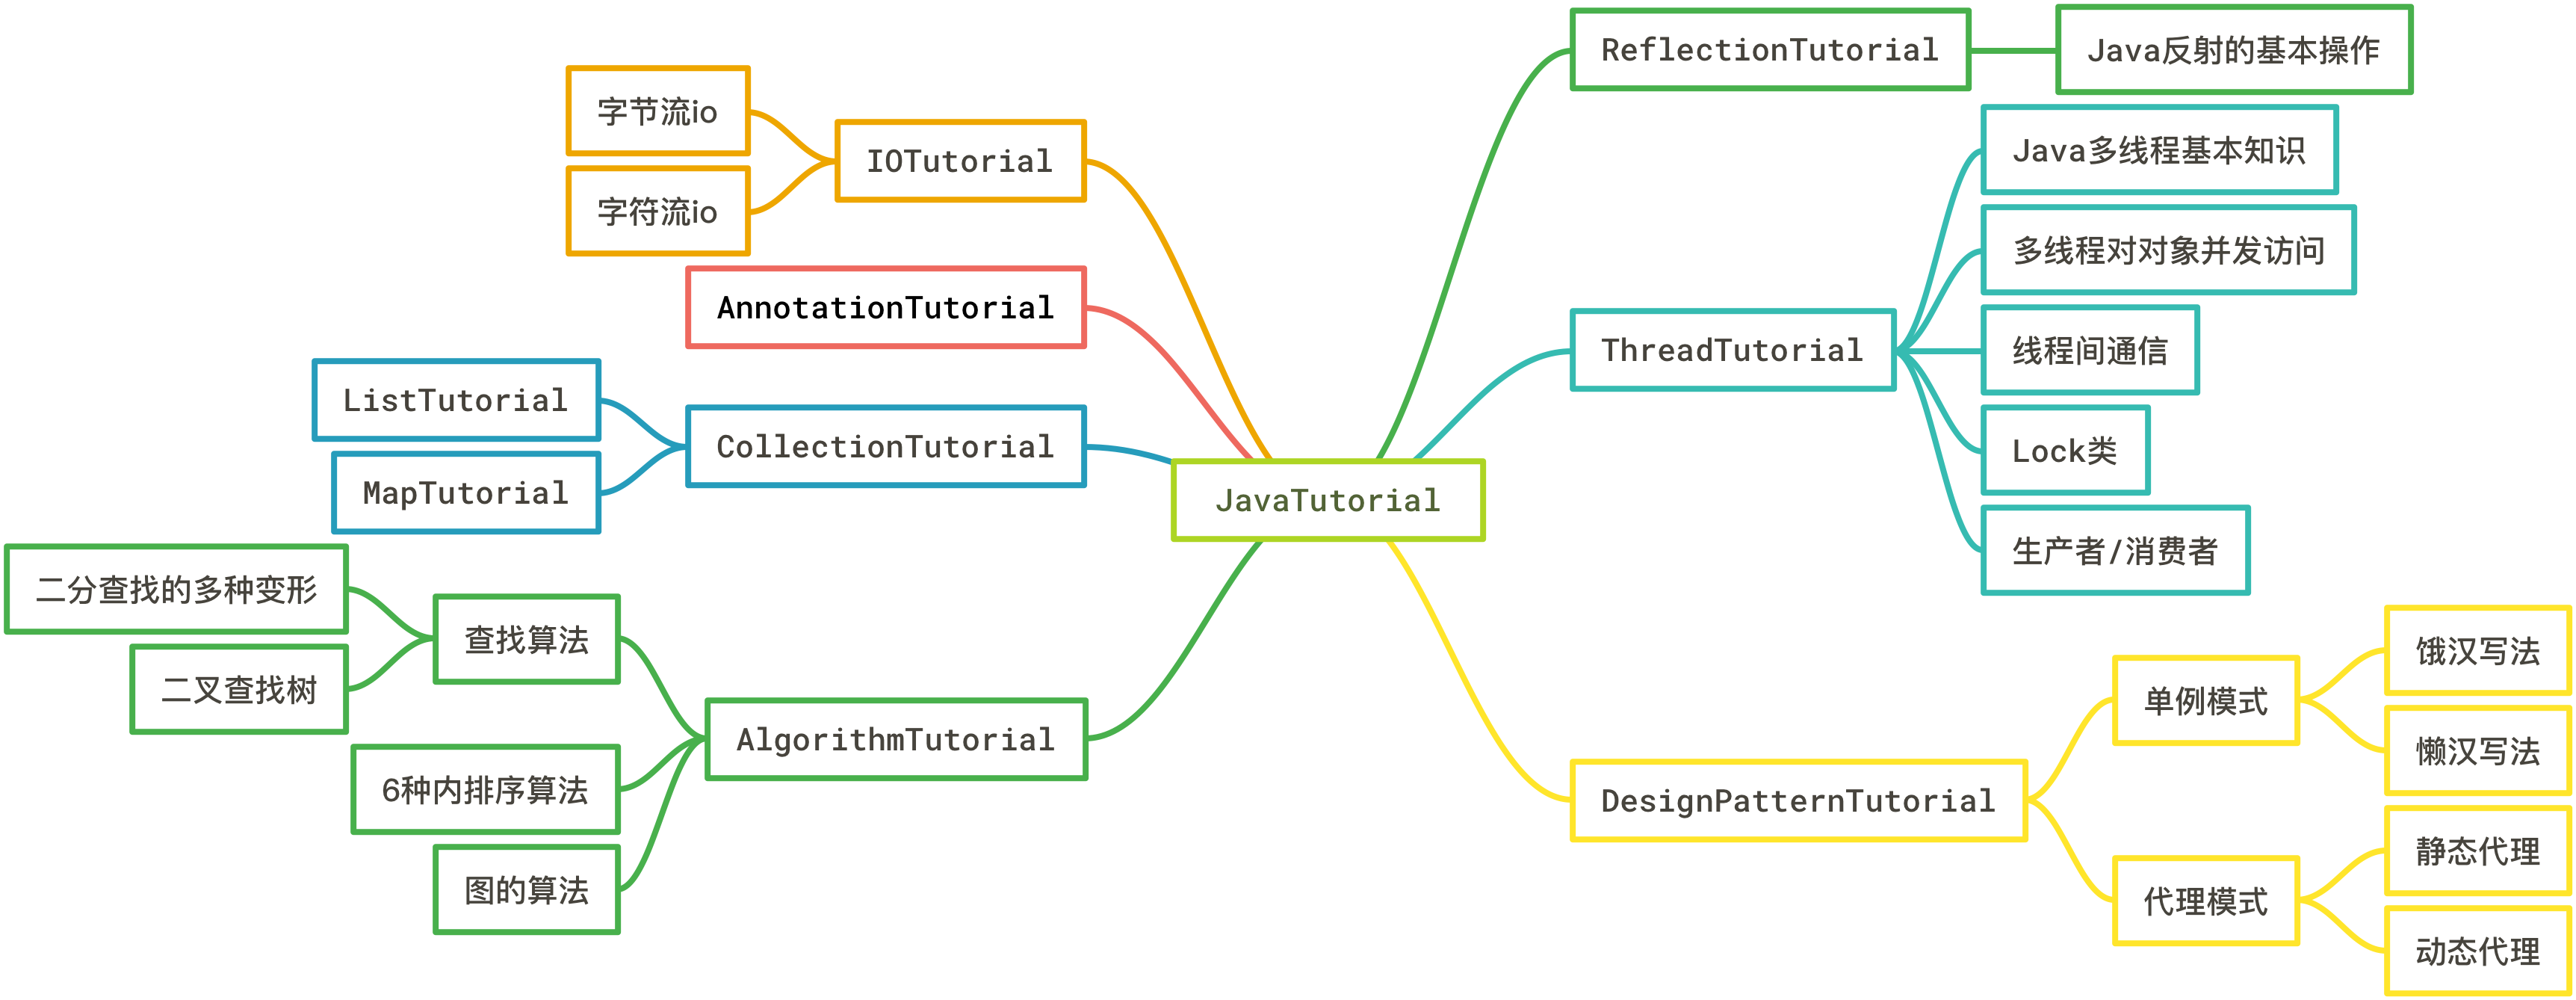 JavaTutorial
ReflectionTutorial
Java反射的基本操作
ThreadTutorial
Java多线程基本知识
多线程对对象并发访问
线程间通信
Lock类
生产者/消费者
DesignPatternTutorial
单例模式
饿汉写法
懒汉写法
代理模式
静态代理
动态代理
IOTutorial
字节流io
字符流io
AnnotationTutorial
CollectionTutorial
ListTutorial
MapTutorial
AlgorithmTutorial
查找算法
二分查找的多种变形
二叉查找树
6种内排序算法
图的算法